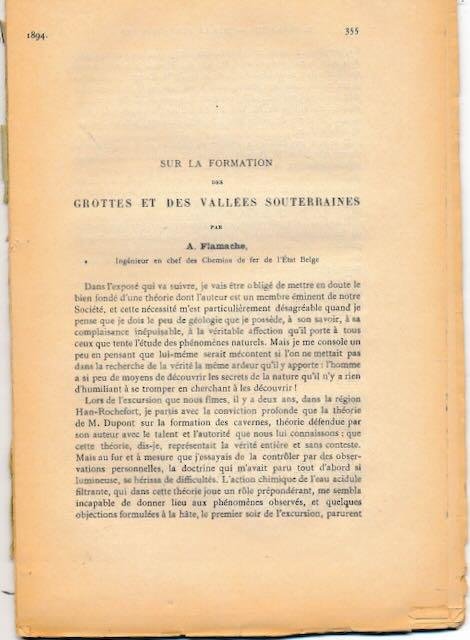 1894. 355
SUR LA FORMATION
DES
GROTTES ET DES VALLÉES SOUTERRAINES
PAR
A. Flamache,
Ingénieur en chef des Chemins de fer de l'État Belge
Dans l'exposé qui va suivre, je vais être obligé de mettre en doute le
bien fondé d'une théorie dont l'auteur est un membre éminent de notre
Société, et cette nécessité m'est particulièrement désagréable quand je
pense que je dois le peu de géologie que je possède, à son savoir, à sa
complaisance inépuisable, à la véritable affection qu'il porte à tous
ceux que tente l'étude des phénomènes naturels. Mais je me console un
peu en pensant que lui-même serait mécontent si l'on ne mettait pas
dans la recherche de la vérité la même ardeur qu'il y apporte : l'homme
a si peu de moyens de découvrir les secrets de la nature qu'il n'y a rien
d'humiliant à se tromper en cherchant à les découvrir !
Lors de l'excursion que nous fîmes, il y a deux ans, dans la région
Han-Rochefort, je partis avec la conviction profonde que la théorie
de M. Dupont sur la formation des cavernes, théorie défendue par
son auteur avec le talent et l'autorité que nous lui connaissons : que
cette théorie, dis-je, représentait la vérité entière et sans conteste.
Mais au fur et à mesure que j'essayais de la contrôler par des obser-
vations personnelles, la doctrine qui m'avait paru tout d'abord si
lumineuse, se hérissa de difficultés. L'action chimique de l'eau acidule
filtrante, qui dans cette théorie joue un rôle prépondérant, me sembla
incapable de donner lieu aux phénomènes observés, et quelques
objections formulées à la hâte, le premier soir de l'excursion, parurent